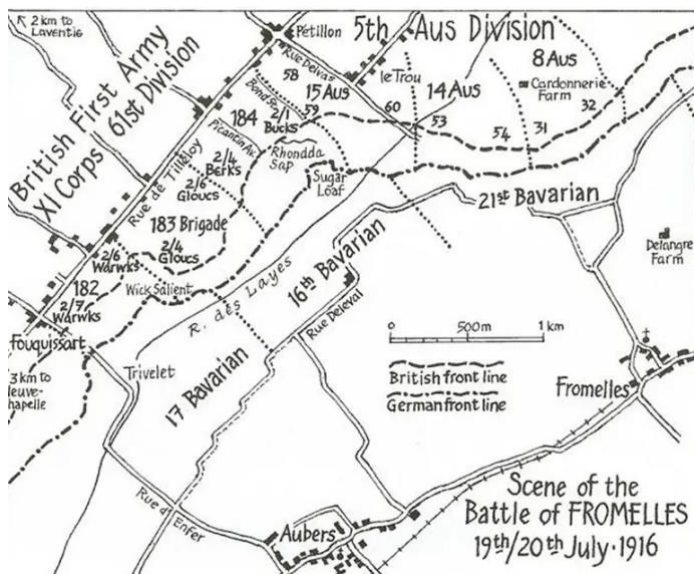 2 km to
Laventie
Pétillon
5th Aus Division
British First Army
XI Corps 61st Division
Rue Delvas
le Trou
8 Aus
Cardonnerie
Farm
58
15 Aus
14 Aus
Bond St.
59
60
53
54
31
32
184
2/1
Bucks
Picantin Av.
Rhondda
Sap
Sugar
Loaf
2/4
Berks
Rue de Tilleloy
2/6
Gloucs
183 Brigade
2/4
Gloucs
21st Bavarian
Delangre
Farm
2/6
Warwks
182
2/7
Warwks
Wick Salient
R. des Layes
16th Bavarian
Rue Deleval
Fouquissart
Trivelet
17 Bavarian
3 km to
Neuve-
chapelle
0 500m 1 km
British front line
German front line
Fromelles
Rue d'Enfer
Aubers
Scene of the
Battle of FROMELLES
19th/20th July · 1916